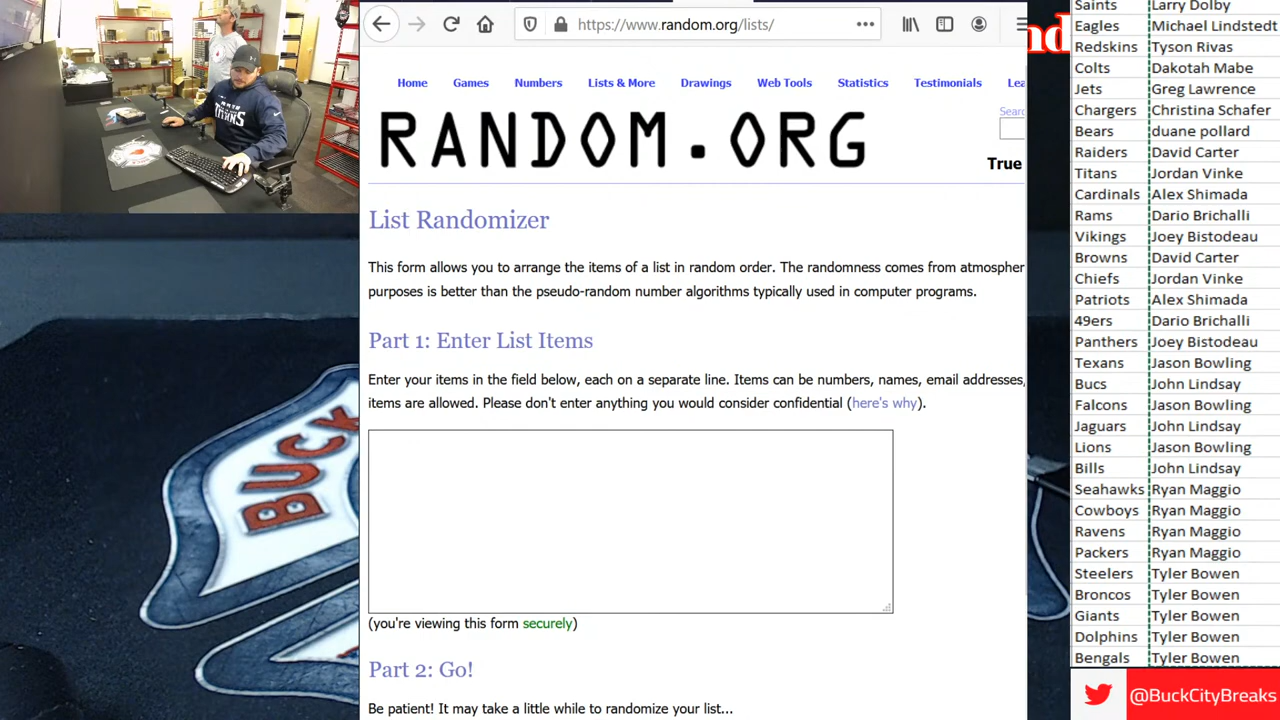 https://www.random.org/lists/
Home Games Numbers Lists & More Drawings Web Tools Statistics Testimonials
RANDOM.ORG
True
List Randomizer
This form allows you to arrange the items of a list in random order. The randomness comes from atmospher
purposes is better than the pseudo-random number algorithms typically used in computer programs.
Part 1: Enter List Items
Enter your items in the field below, each on a separate line. Items can be numbers, names, email addresses,
items are allowed. Please don't enter anything you would consider confidential (here's why).
(you're viewing this form securely)
Part 2: Go!
Be patient! It may take a little while to randomize your list...
Saints Larry Dolby
Eagles Michael Lindstedt
Redskins Tyson Rivas
Colts Dakotah Mabe
Jets Greg Lawrence
Chargers Christina Schafer
Bears duane pollard
Raiders David Carter
Titans Jordan Vinke
Cardinals Alex Shimada
Rams Dario Brichalli
Vikings Joey Bistodeau
Browns David Carter
Chiefs Jordan Vinke
Patriots Alex Shimada
49ers Dario Brichalli
Panthers Joey Bistodeau
Texans Jason Bowling
Bucs John Lindsay
Falcons Jason Bowling
Jaguars John Lindsay
Lions Jason Bowling
Bills John Lindsay
Seahawks Ryan Maggio
Cowboys Ryan Maggio
Ravens Ryan Maggio
Packers Ryan Maggio
Steelers Tyler Bowen
Broncos Tyler Bowen
Giants Tyler Bowen
Dolphins Tyler Bowen
Bengals Tyler Bowen
@BuckCityBreaks
BUCK
TITANS